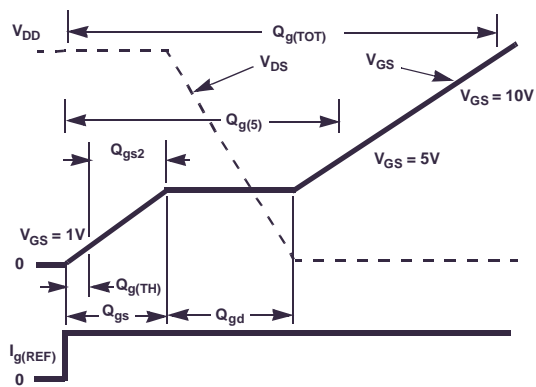 V_DD
Q_g(TOT)
V_DS
V_GS
V_GS = 10V
Q_g(5)
Q_gs2
V_GS = 5V
V_GS = 1V
0
Q_g(TH)
Q_gs
Q_gd
I_g(REF)
0